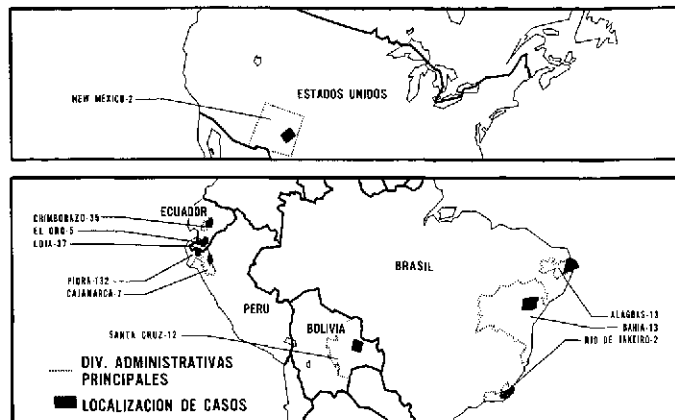 ESTADOS UNIDOS
NEW MEXICO-2
CHIMBORAZO-35
ECUADOR
EL ORO-5
LOJA-37
BRASIL
PIURA-132
CAJAMARCA-7
PERU
ALAGOAS-13
BAHIA-13
BOLIVIA
SANTA CRUZ-12
RIO DE JANEIRO-2
DIV. ADMINISTRATIVAS
PRINCIPALES
LOCALIZACION DE CASOS